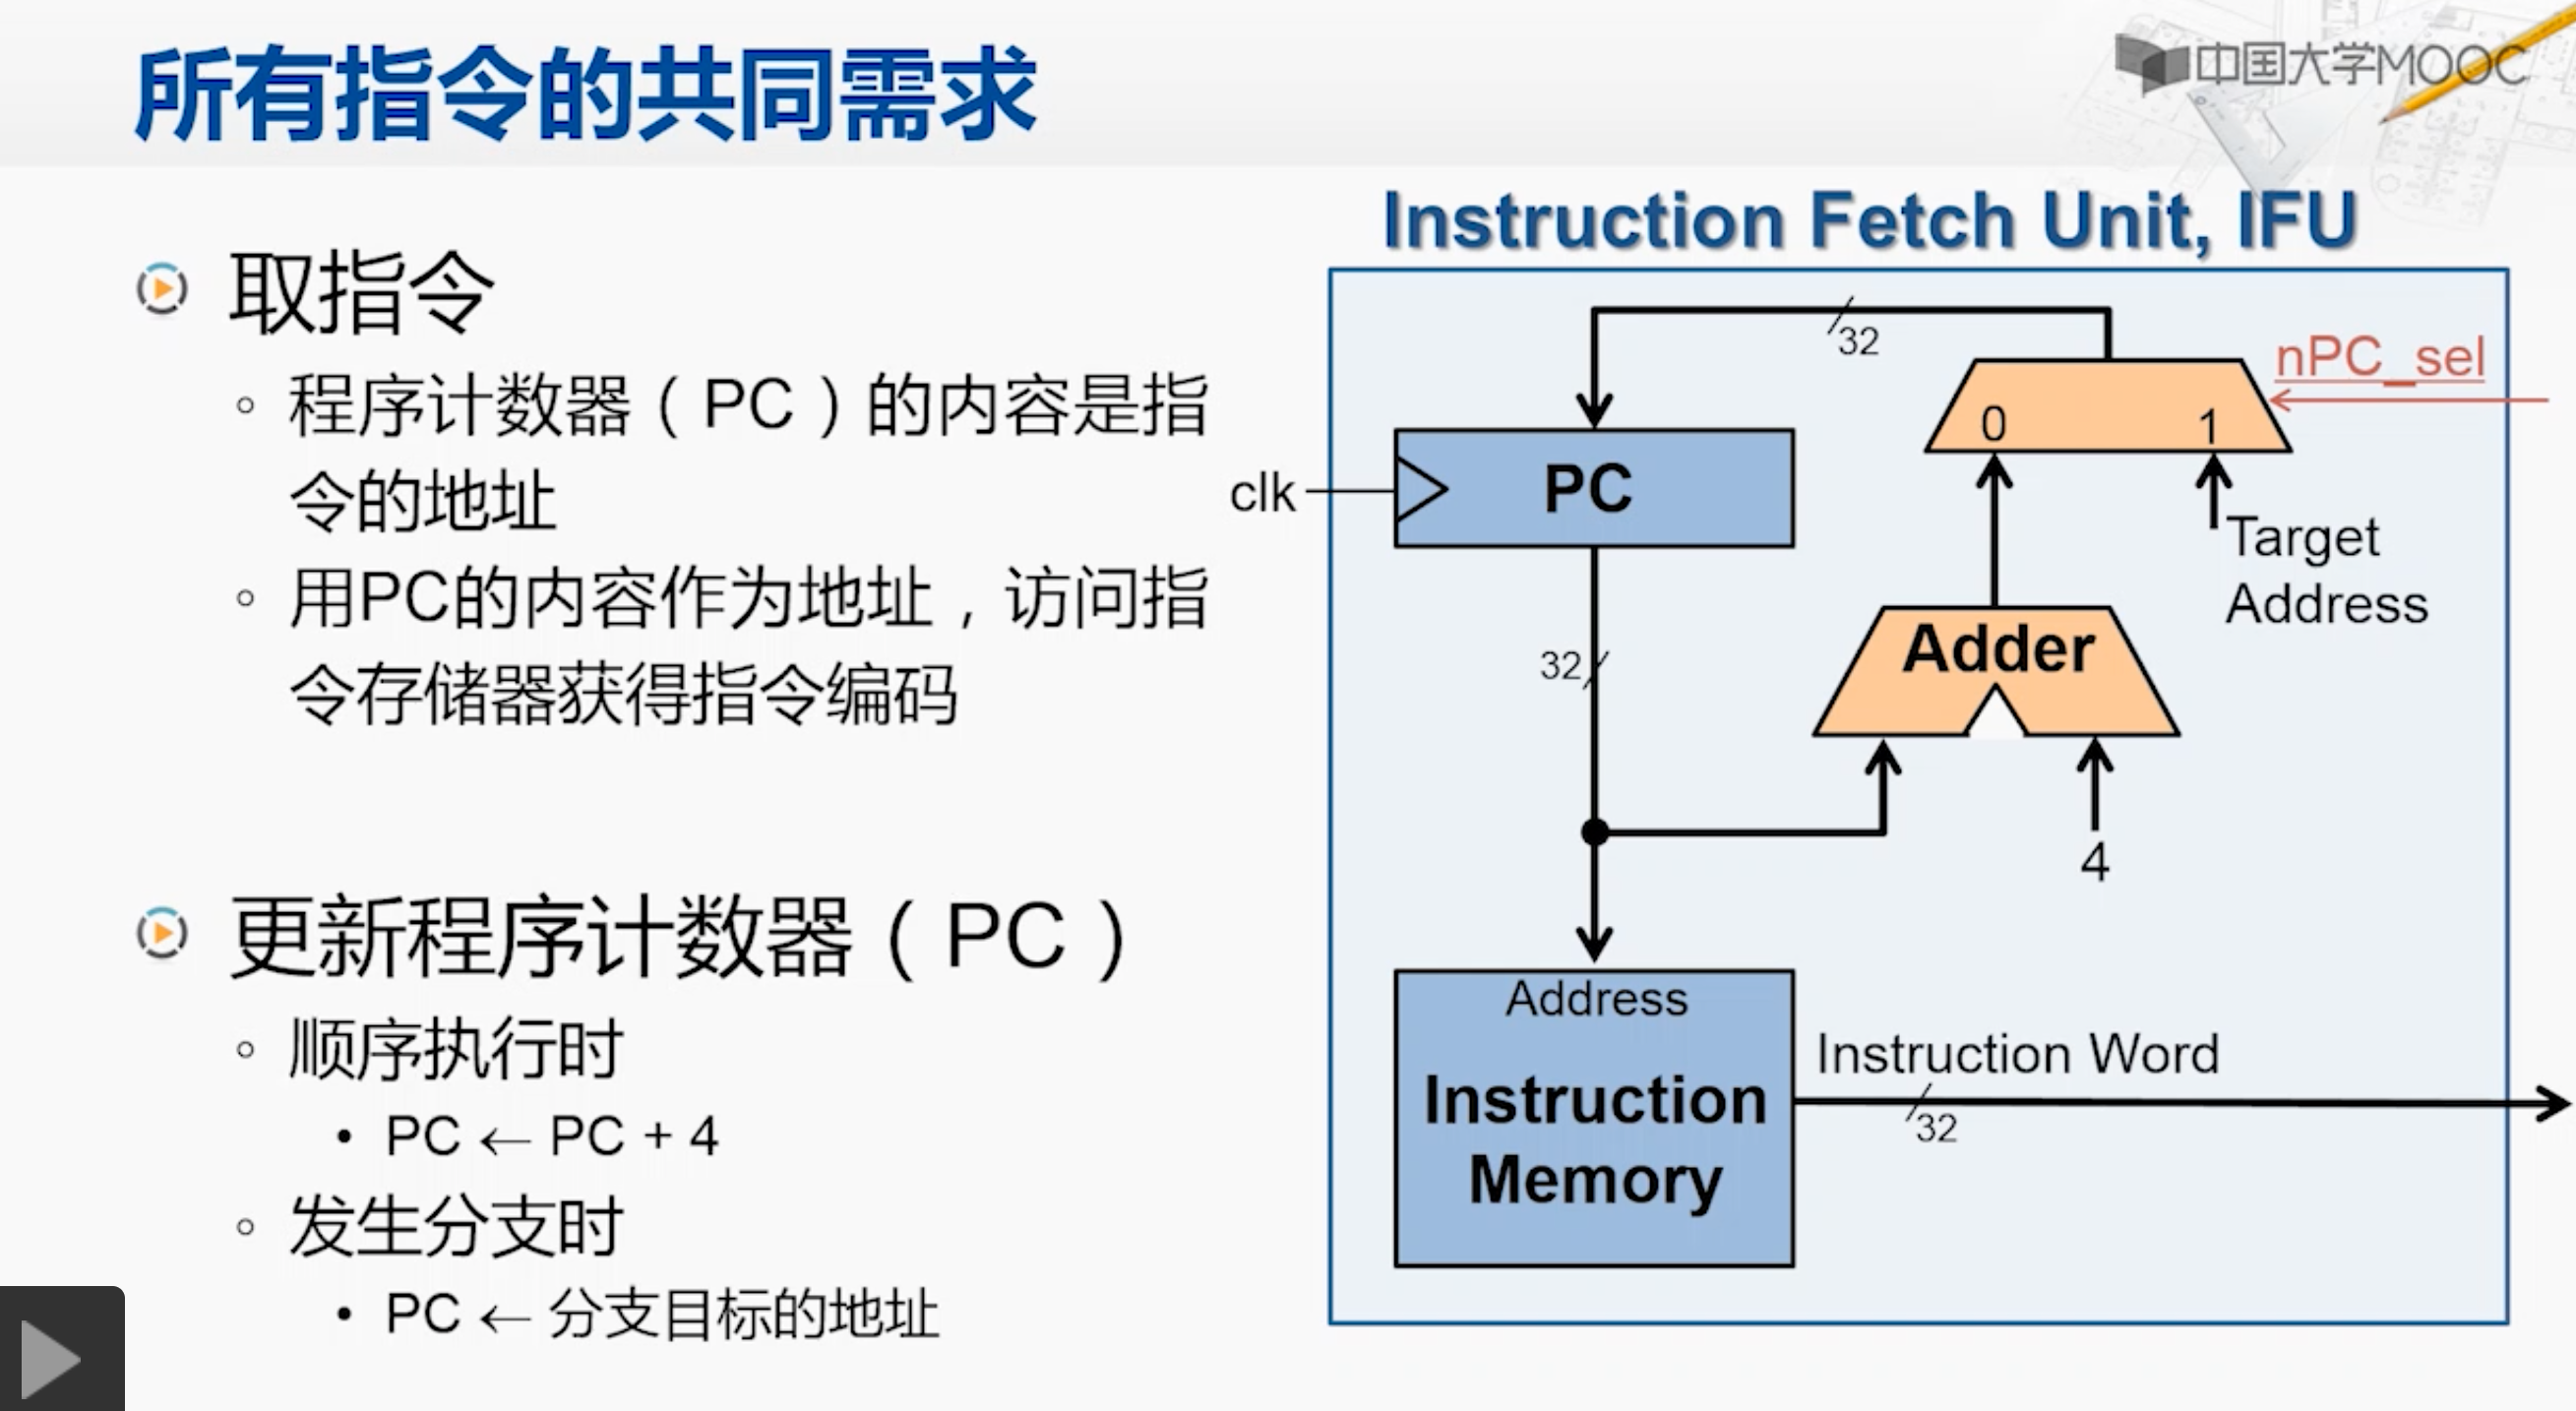 所有指令的共同需求
中国大学MOOC
取指令
程序计数器（PC）的内容是指
令的地址
用PC的内容作为地址，访问指
令存储器获得指令编码
更新程序计数器（PC）
顺序执行时
PC ← PC + 4
发生分支时
PC ← 分支目标的地址
Instruction Fetch Unit, IFU
32
nPC_sel
0 1
clk
PC
Target
Address
Adder
32
4
Address
Instruction
Memory
Instruction Word
32